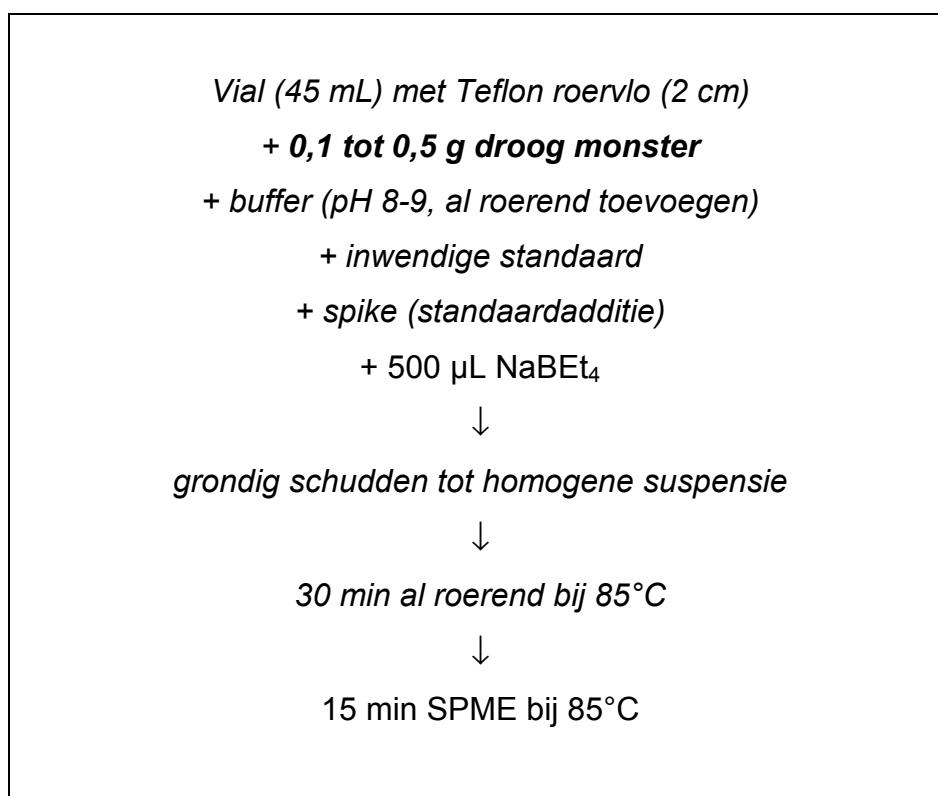 Vial (45 mL) met Teflon roervlo (2 cm)
+ 0,1 tot 0,5 g droog monster
+ buffer (pH 8-9, al roerend toevoegen)
+ inwendige standaard
+ spike (standaardadditie)
+ 500 µL NaBEt₄
↓
grondig schudden tot homogene suspensie
↓
30 min al roerend bij 85°C
↓
15 min SPME bij 85°C